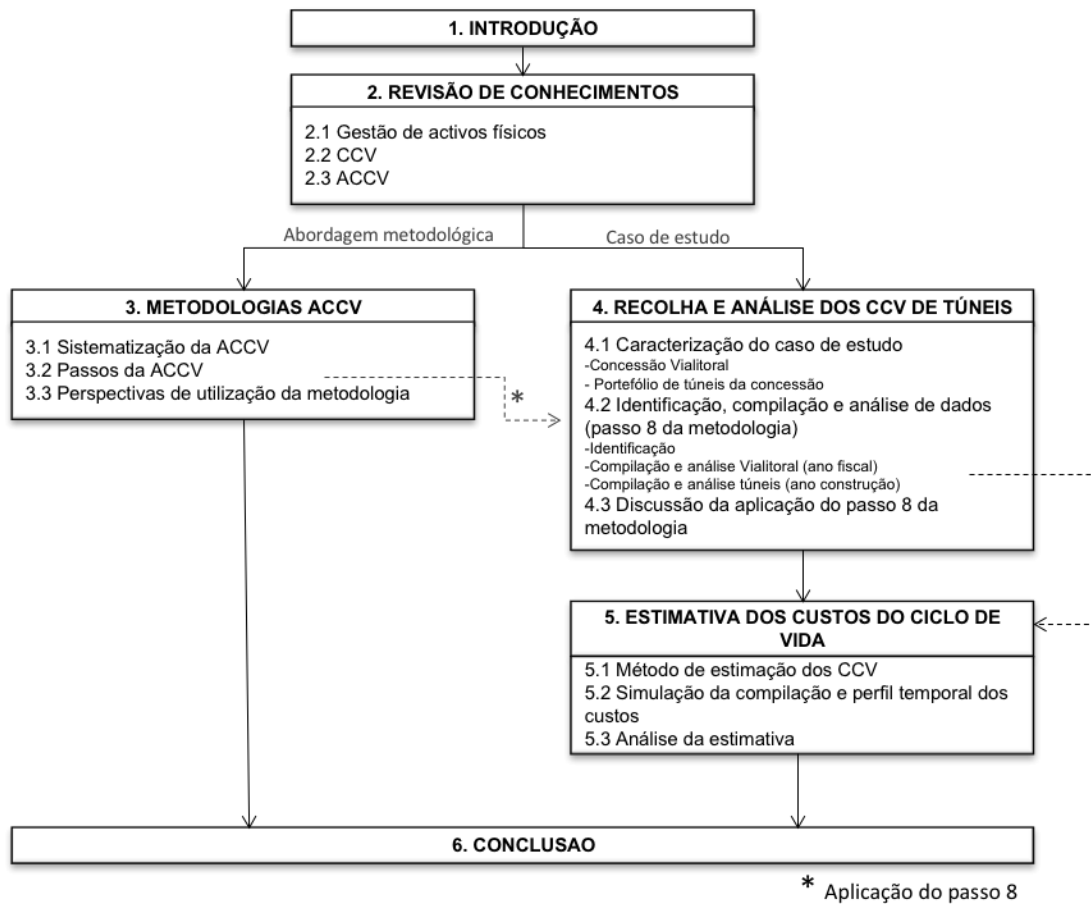 1. INTRODUÇÃO
2. REVISÃO DE CONHECIMENTOS
2.1 Gestão de activos físicos
2.2 CCV
2.3 ACCV
Abordagem metodológica
Caso de estudo
3. METODOLOGIAS ACCV
3.1 Sistematização da ACCV
3.2 Passos da ACCV
3.3 Perspectivas de utilização da metodologia
*
4. RECOLHA E ANÁLISE DOS CCV DE TÚNEIS
4.1 Caracterização do caso de estudo
-Concessão Vialitoral
- Portefólio de túneis da concessão
4.2 Identificação, compilação e análise de dados
(passo 8 da metodologia)
-Identificação
-Compilação e análise Vialitoral (ano fiscal)
-Compilação e análise túneis (ano construção)
4.3 Discussão da aplicação do passo 8 da
metodologia
5. ESTIMATIVA DOS CUSTOS DO CICLO DE
VIDA
5.1 Método de estimação dos CCV
5.2 Simulação da compilação e perfil temporal dos
custos
5.3 Análise da estimativa
6. CONCLUSAO
* Aplicação do passo 8